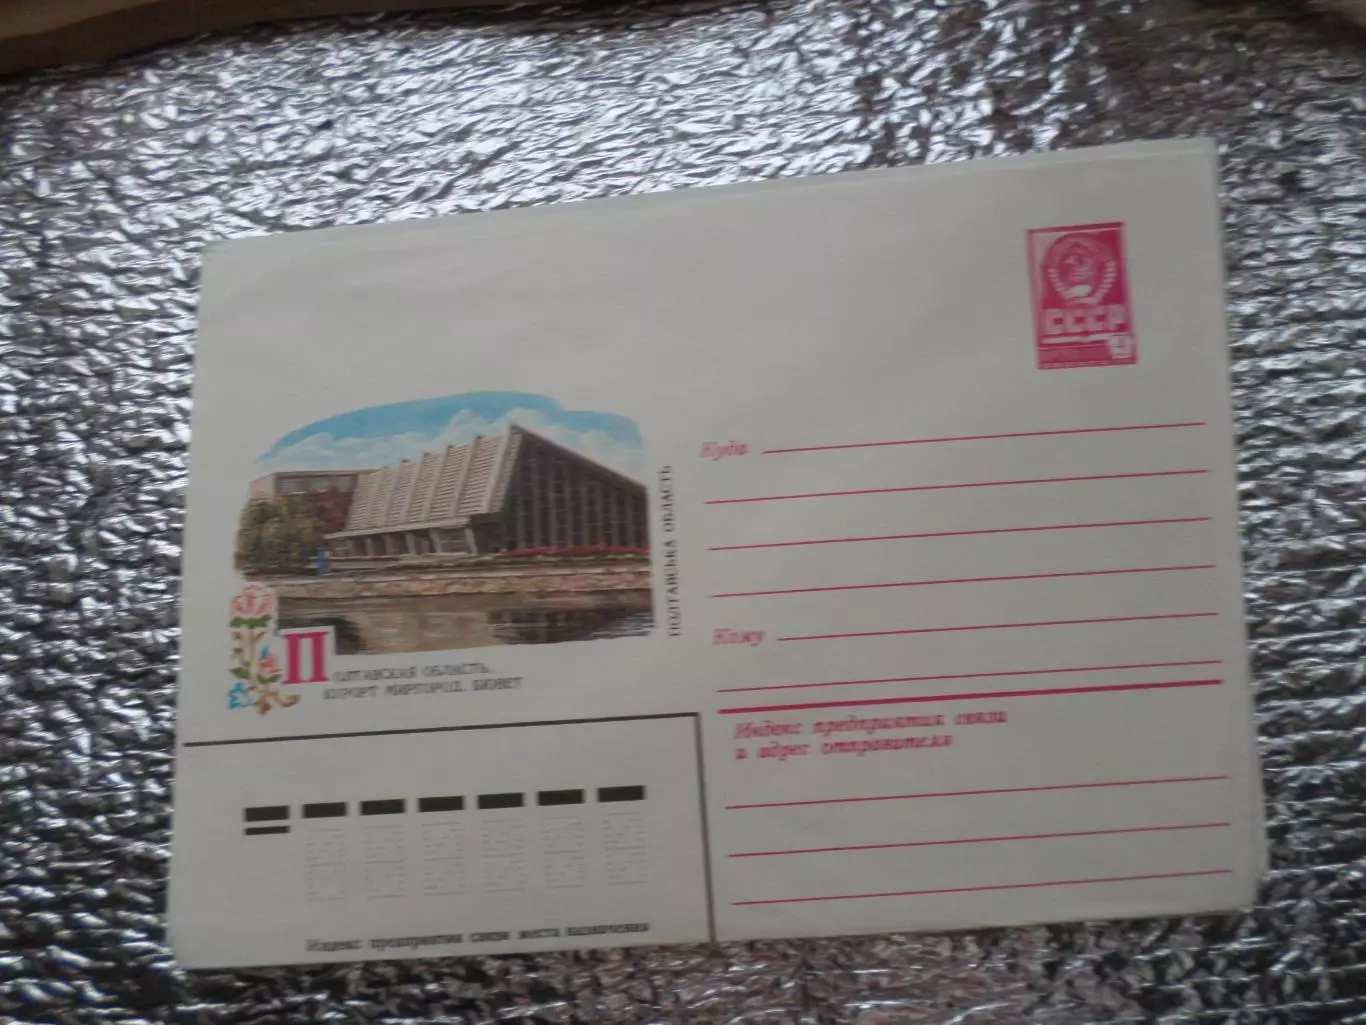 СССР
4
Куда
ПОЛТАВСЬКА ОБЛАСТЬ
Кому
ПОЛТАВСКАЯ ОБЛАСТЬ.
КУРОРТ МИРГОРОД. БЮВЕТ
Индекс предприятия связи
и адрес отправителя
Индекс предприятия связи места назначения